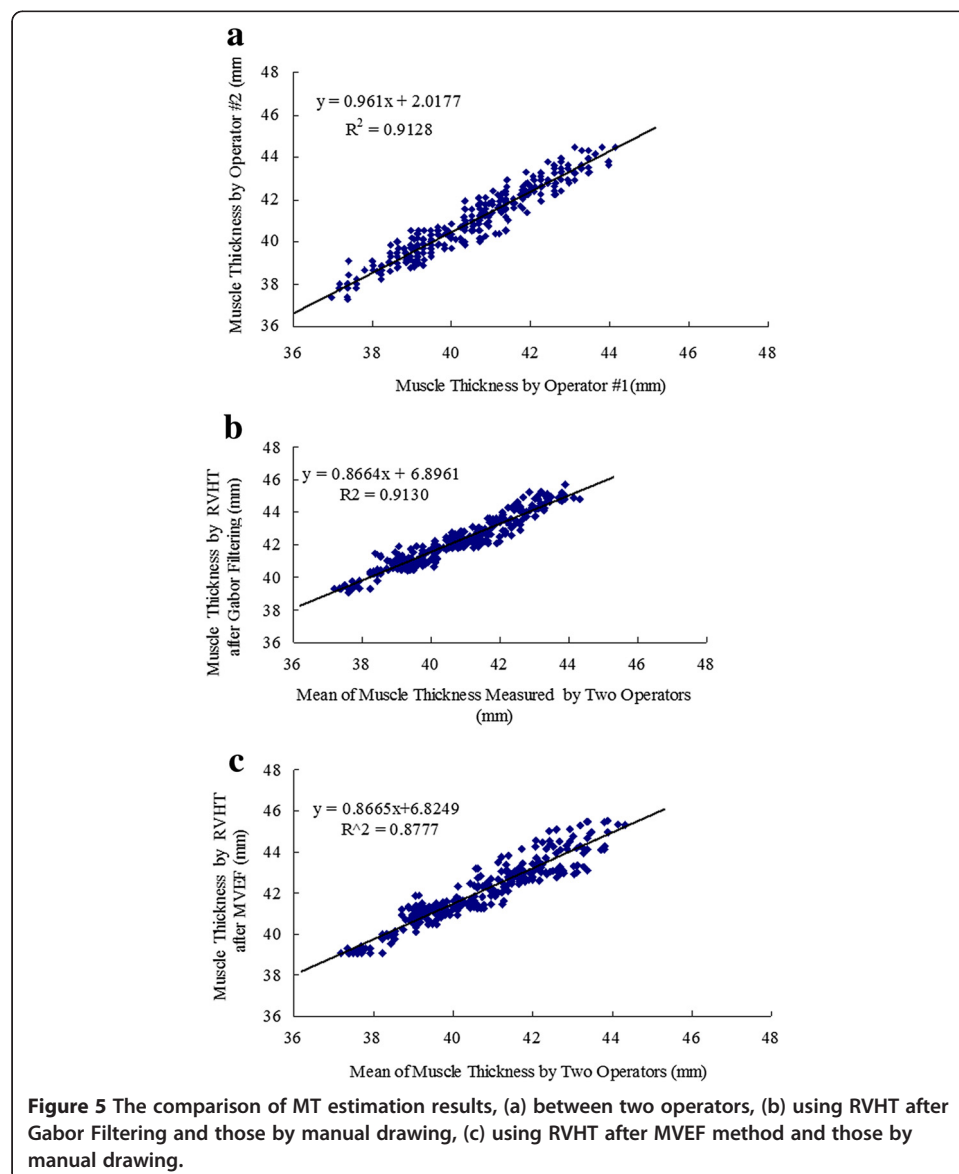 a
Muscle Thickness by Operator #2 (mm
48
46
44
42
40
38
36
y = 0.961x + 2.0177
R² = 0.9128
36 38 40 42 44 46 48
Muscle Thickness by Operator #1(mm)
b
Muscle Thickness by RVHT
after Gabor Filtering (mm)
48
46
44
42
40
38
36
y = 0.8664x + 6.8961
R2 = 0.9130
36 38 40 42 44 46 48
Mean of Muscle Thickness Measured by Two Operators
(mm)
c
Muscle Thickness by RVHT
after MVEF (mm)
48
46
44
42
40
38
36
y = 0.8665x+6.8249
R^2 = 0.8777
36 38 40 42 44 46 48
Mean of Muscle Thickness by Two Operators (mm)
Figure 5 The comparison of MT estimation results, (a) between two operators, (b) using RVHT after
Gabor Filtering and those by manual drawing, (c) using RVHT after MVEF method and those by
manual drawing.